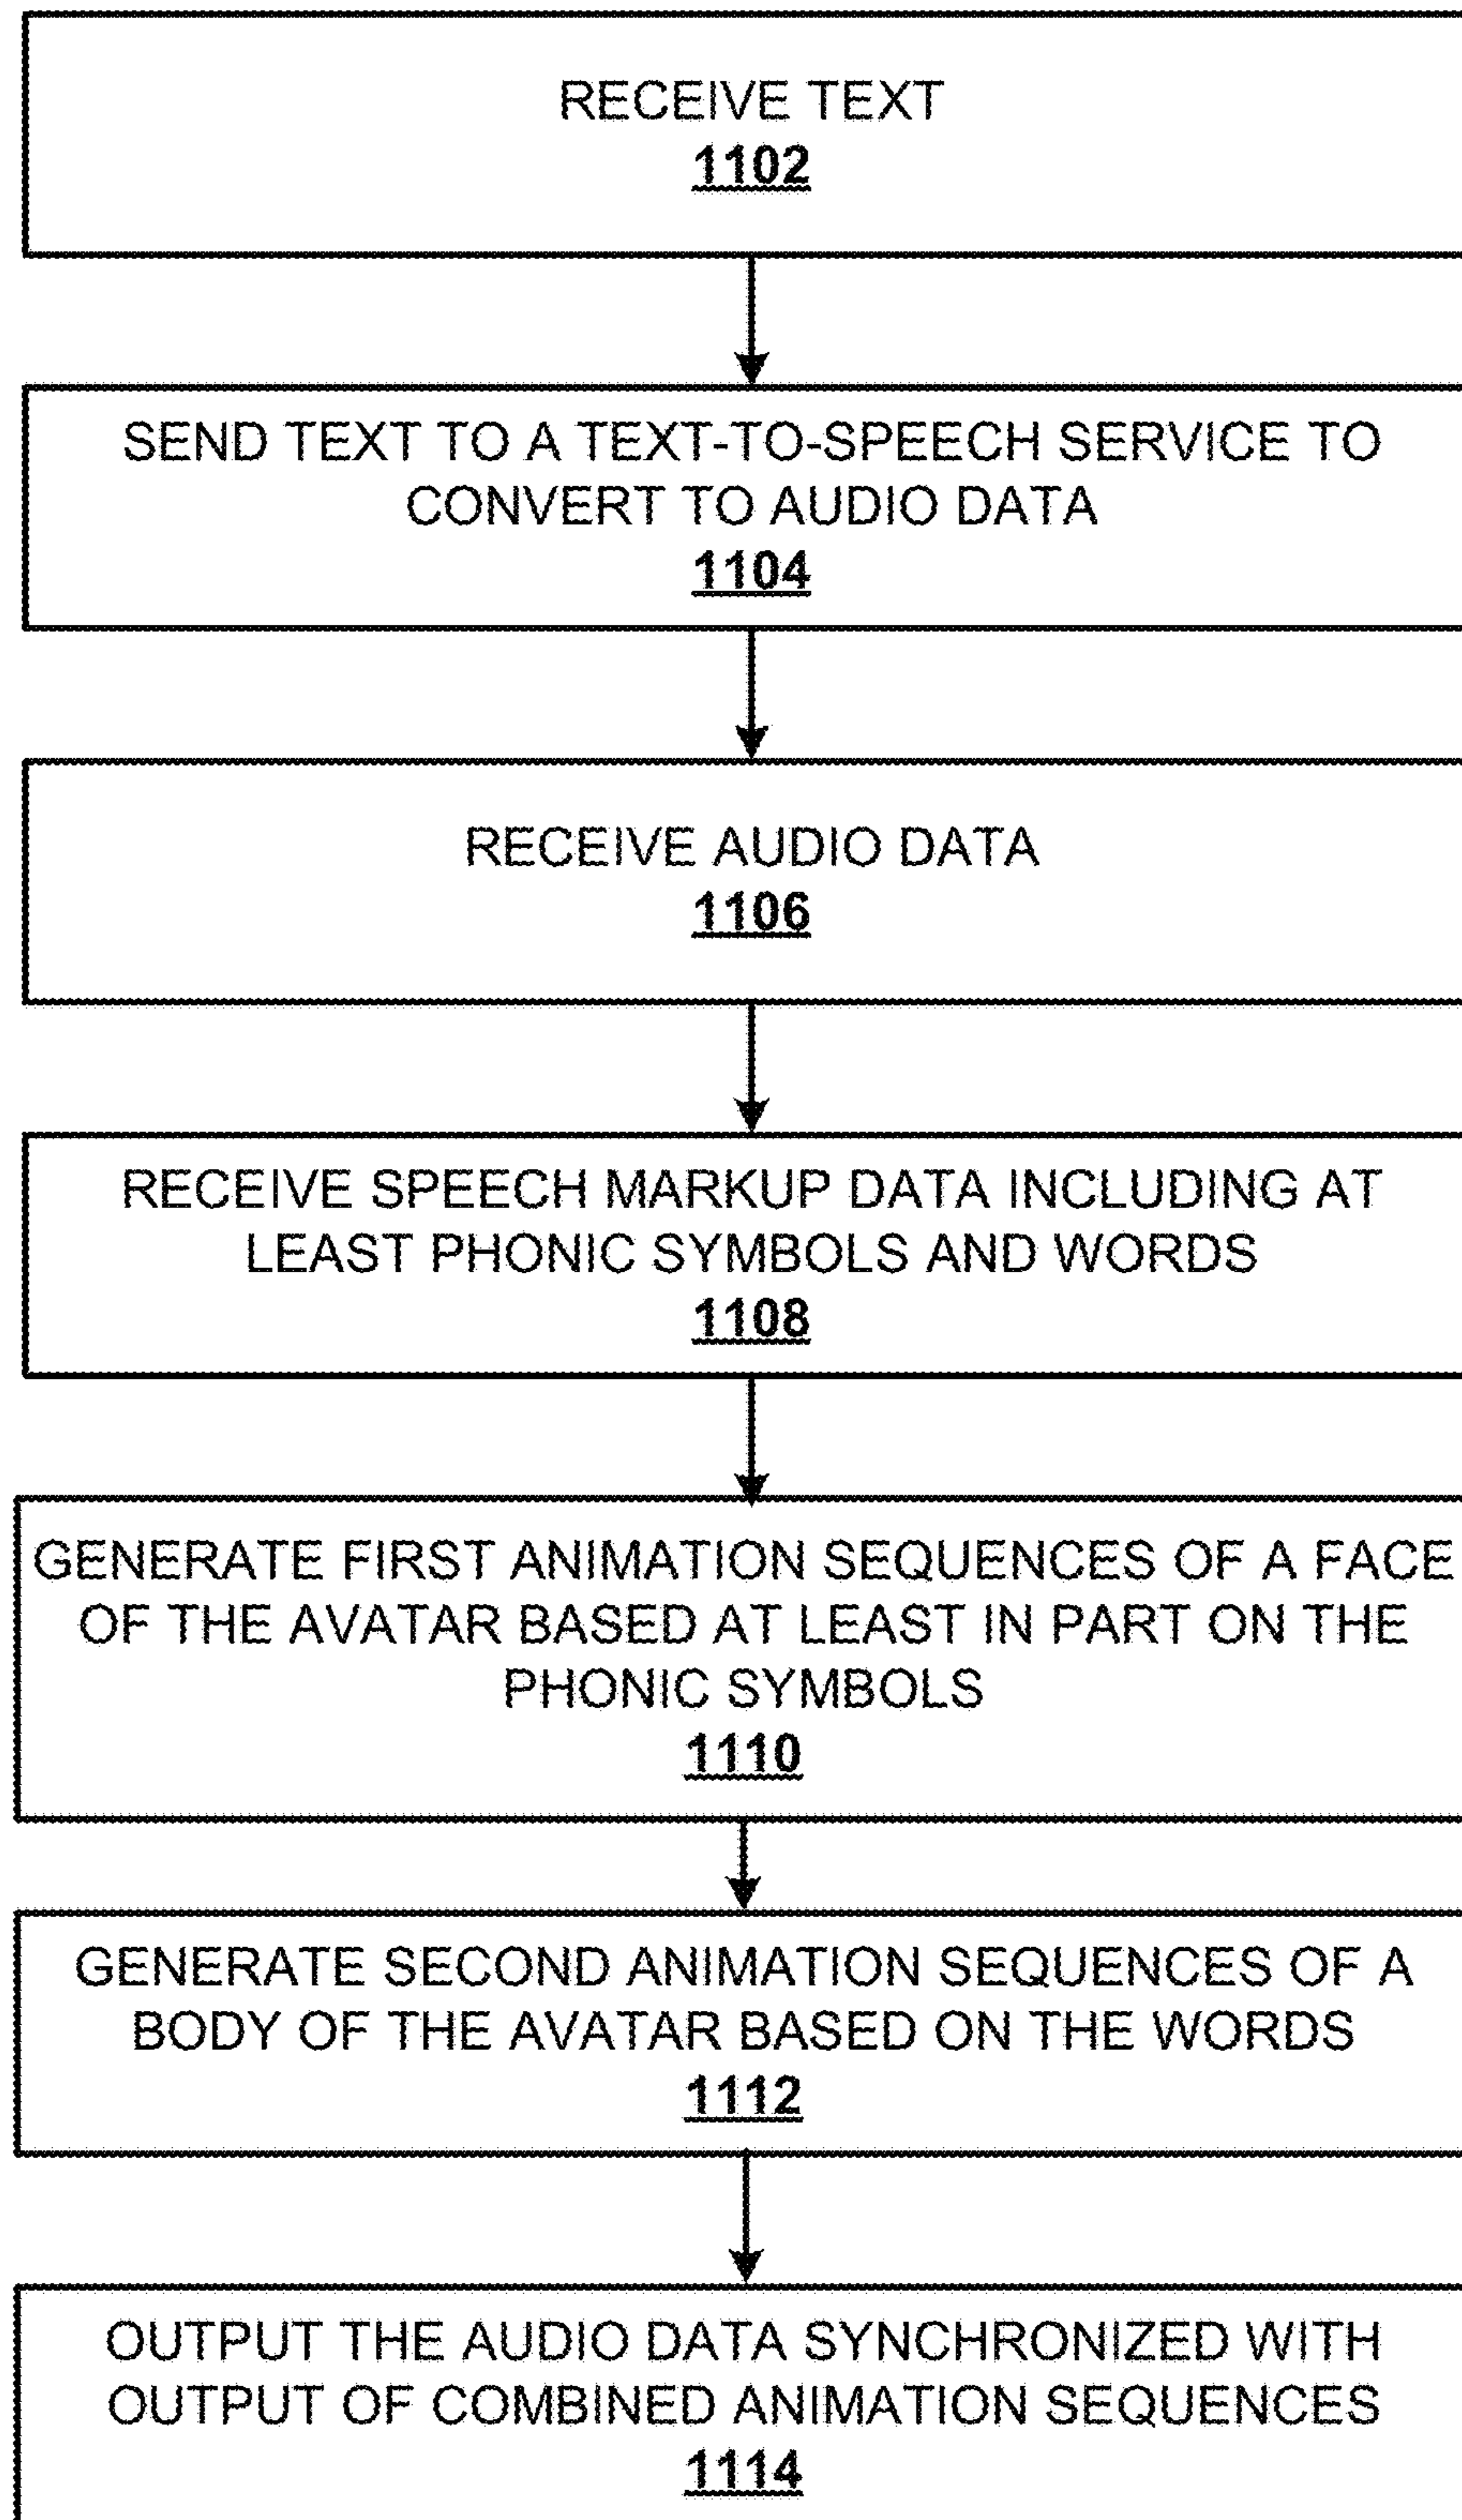 RECEIVE TEXT
1102
SEND TEXT TO A TEXT-TO-SPEECH SERVICE TO
CONVERT TO AUDIO DATA
1104
RECEIVE AUDIO DATA
1106
RECEIVE SPEECH MARKUP DATA INCLUDING AT
LEAST PHONIC SYMBOLS AND WORDS
1108
GENERATE FIRST ANIMATION SEQUENCES OF A FACE
OF THE AVATAR BASED AT LEAST IN PART ON THE
PHONIC SYMBOLS
1110
GENERATE SECOND ANIMATION SEQUENCES OF A
BODY OF THE AVATAR BASED ON THE WORDS
1112
OUTPUT THE AUDIO DATA SYNCHRONIZED WITH
OUTPUT OF COMBINED ANIMATION SEQUENCES
1114